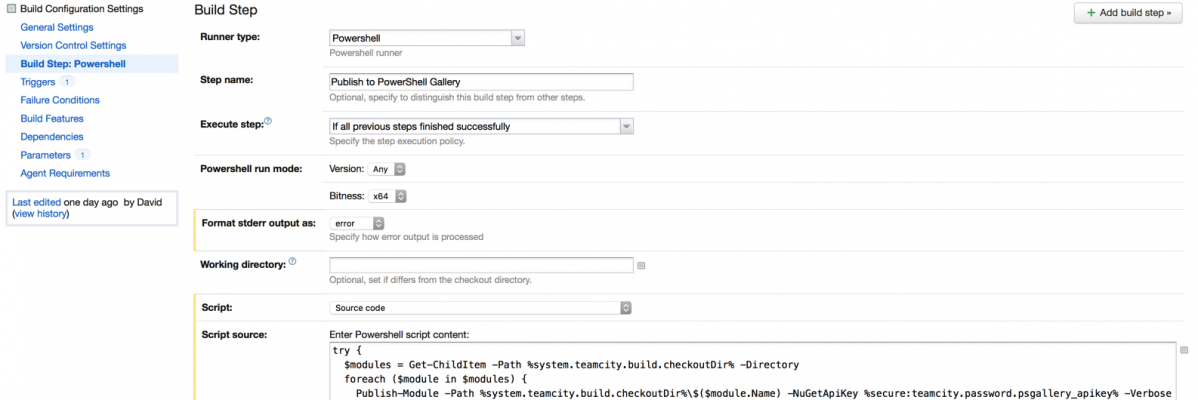 Build Configuration Settings
General Settings
Version Control Settings
Build Step: Powershell
Triggers 1
Failure Conditions
Build Features
Dependencies
Parameters 1
Agent Requirements
Last edited one day ago by David
(view history)
Build Step
+ Add build step »
Runner type:
Powershell
Powershell runner
Step name:
Publish to PowerShell Gallery
Optional, specify to distinguish this build step from other steps.
Execute step:?
If all previous steps finished successfully
Specify the step execution policy.
Powershell run mode:
Version: Any
Bitness: x64
Format stderr output as:
error
Specify how error output is processed
Working directory: ?
Optional, set if differs from the checkout directory.
Script:
Source code
Script source:
Enter Powershell script content:
try {
$modules = Get-ChildItem -Path %system.teamcity.build.checkoutDir% -Directory
foreach ($module in $modules) {
Publish-Module -Path %system.teamcity.build.checkoutDir%\$($module.Name) -NuGetApiKey %secure:teamcity.password.psgallery_apikey% -Verbose